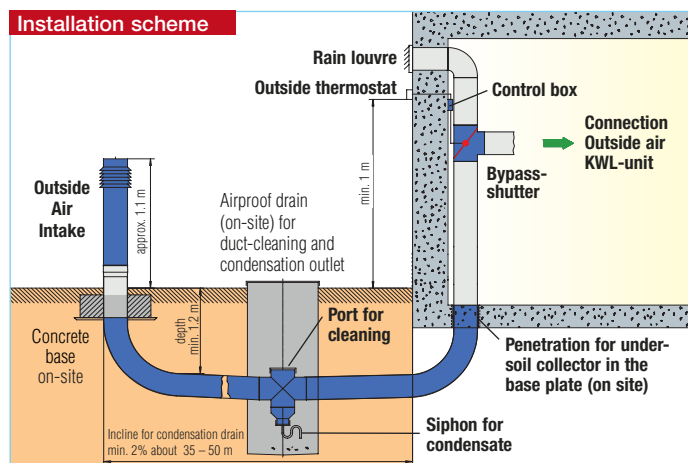 Installation scheme
Rain louvre
Outside thermostat
Control box
Connection
Outside air
KWL-unit
Bypass-
shutter
min. 1 m
Outside
Air
Intake
approx. 1.1 m
Airproof drain
(on-site) for
duct-cleaning and
condensation outlet
Concrete
base
on-site
depth
min. 1.2 m
Port for
cleaning
Penetration for under-
soil collector in the
base plate (on site)
Siphon for
condensate
Incline for condensation drain
min. 2% about 35 – 50 m